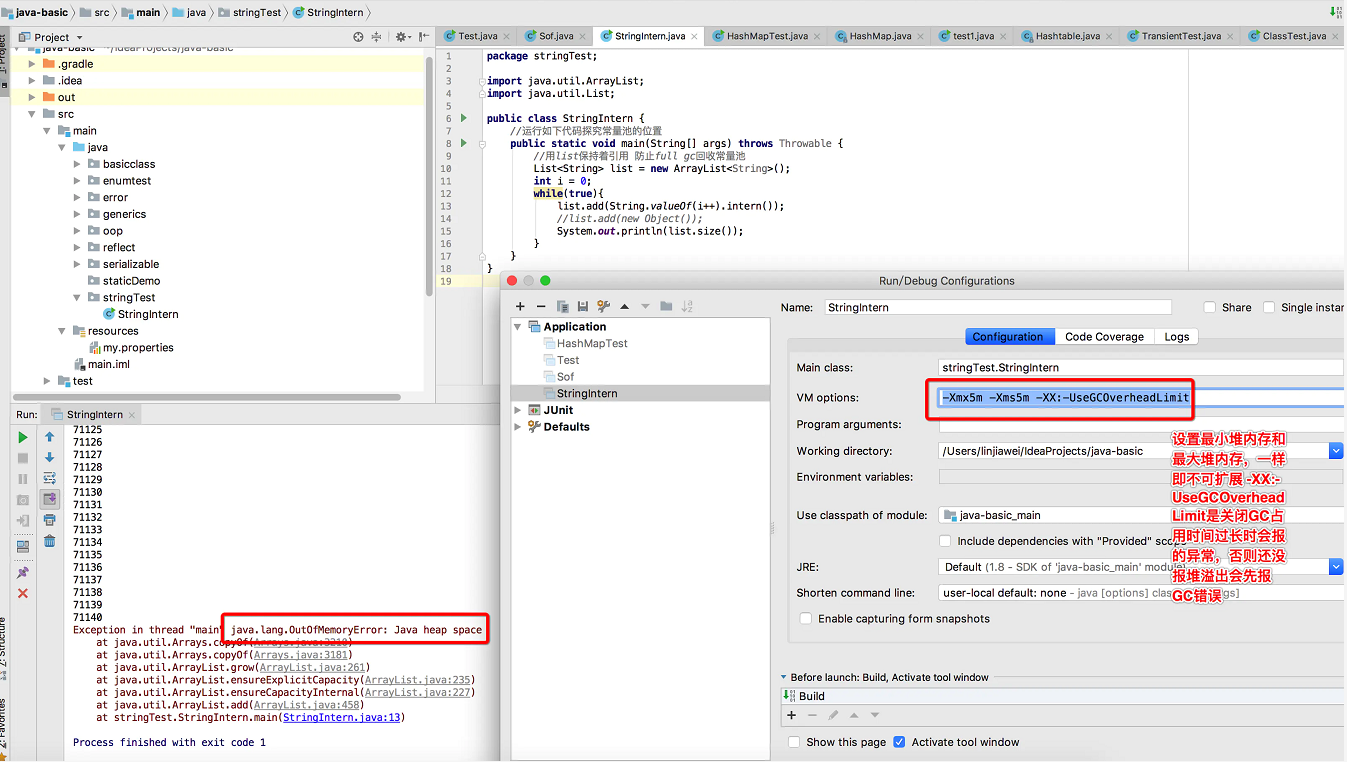 java-basic src main java stringTest StringIntern
Project
java-basic ~/IdeaProjects/java-basic
.gradle
.idea
out
src
main
java
basicclass
enumtest
error
generics
oop
reflect
serializable
staticDemo
stringTest
StringIntern
resources
my.properties
main.iml
test
Test.java Sof.java StringIntern.java HashMapTest.java HashMap.java test1.java Hashtable.java TransientTest.java ClassTest.java
1 package stringTest;
2
3 import java.util.ArrayList;
4 import java.util.List;
5
6 public class StringIntern {
7 //运行如下代码探究常量池的位置
8 public static void main(String[] args) throws Throwable {
9 //用list保持着引用 防止full gc回收常量池
10 List<String> list = new ArrayList<String>();
11 int i = 0;
12 while(true){
13 list.add(String.valueOf(i++).intern());
14 //list.add(new Object());
15 System.out.println(list.size());
16 }
17 }
18 }
19
Run: StringIntern
71125
71126
71127
71128
71129
71130
71131
71132
71133
71134
71135
71136
71137
71138
71139
71140
Exception in thread "main" java.lang.OutOfMemoryError: Java heap space
at java.util.Arrays.copyOf(Arrays.java:3210)
at java.util.Arrays.copyOf(Arrays.java:3181)
at java.util.ArrayList.grow(ArrayList.java:261)
at java.util.ArrayList.ensureExplicitCapacity(ArrayList.java:235)
at java.util.ArrayList.ensureCapacityInternal(ArrayList.java:227)
at java.util.ArrayList.add(ArrayList.java:458)
at stringTest.StringIntern.main(StringIntern.java:13)
Process finished with exit code 1
Run/Debug Configurations
Application
HashMapTest
Test
Sof
StringIntern
JUnit
Defaults
Name: StringIntern
Share Single instan
Configuration Code Coverage Logs
Main class: stringTest.StringIntern
VM options: -Xmx5m -Xms5m -XX:-UseGCOverheadLimit
Program arguments:
Working directory: /Users/linjiawei/IdeaProjects/java-basic
Environment variables:
Use classpath of module: java-basic_main
Include dependencies with "Provided" scope
JRE: Default (1.8 - SDK of 'java-basic_main' module)
Shorten command line: user-local default: none - java [options] class
Enable capturing form snapshots
设置最小堆内存和
最大堆内存，一样
即不可扩展 -XX:-
UseGCOverhead
Limit是关闭GC占
用时间过长时会报
的异常，否则还没
报堆溢出会先报
GC错误
Before launch: Build, Activate tool window
Build
Show this page Activate tool window